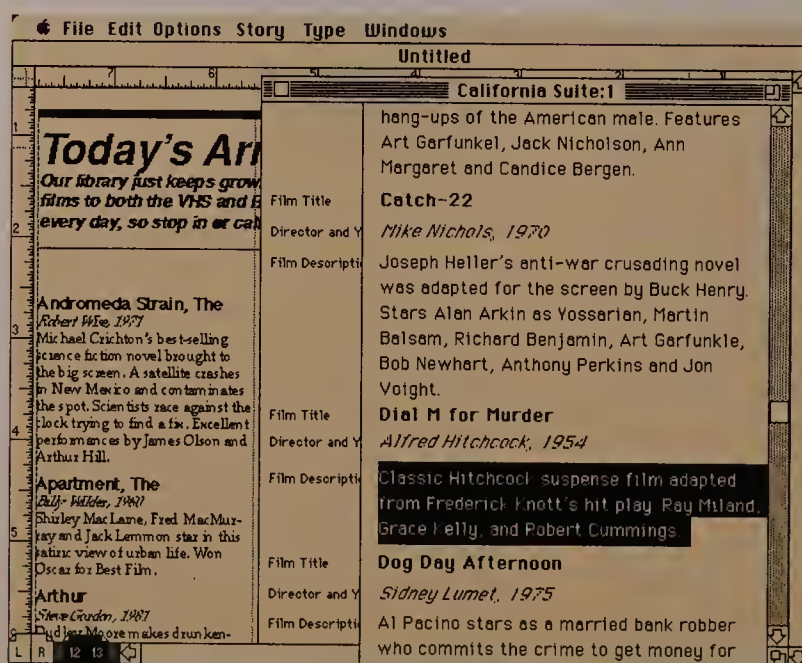 File Edit Options Story Type Windows
Untitled
California Suite:1
Today's Arr
Our library just keeps grow
films to both the VHS and B
every day, so stop in or cal
Andromeda Strain, The
Robert Wise, 1971
Michael Crichton's best-selling
science fiction novel brought to
the big screen. A satellite crashes
in New Mexico and contaminates
the spot. Scientists race against the
clock trying to find a fix. Excellent
performances by James Olson and
Arthur Hill.
Apartment, The
Billy Wilder, 1960
Shirley MacLaine, Fred MacMur-
ray and Jack Lemmon star in this
satiric view of urban life. Won
Oscar for Best Film.
Arthur
Steve Gordon, 1981
Dudley Moore makes drunken-
hang-ups of the American male. Features
Art Garfunkel, Jack Nicholson, Ann
Margaret and Candice Bergen.
Film Title Catch-22
Director and Y Mike Nichols, 1970
Film Descripti Joseph Heller's anti-war crusading novel
was adapted for the screen by Buck Henry.
Stars Alan Arkin as Yossarian, Martin
Balsam, Richard Benjamin, Art Garfunkle,
Bob Newhart, Anthony Perkins and Jon
Voight.
Film Title Dial M for Murder
Director and Y Alfred Hitchcock, 1954
Film Descripti Classic Hitchcock suspense film adapted
from Frederick Knott's hit play. Ray Miland,
Grace Kelly, and Robert Cummings.
Film Title Dog Day Afternoon
Director and Y Sidney Lumet, 1975
Film Descripti Al Pacino stars as a married bank robber
who commits the crime to get money for
L R 12 13